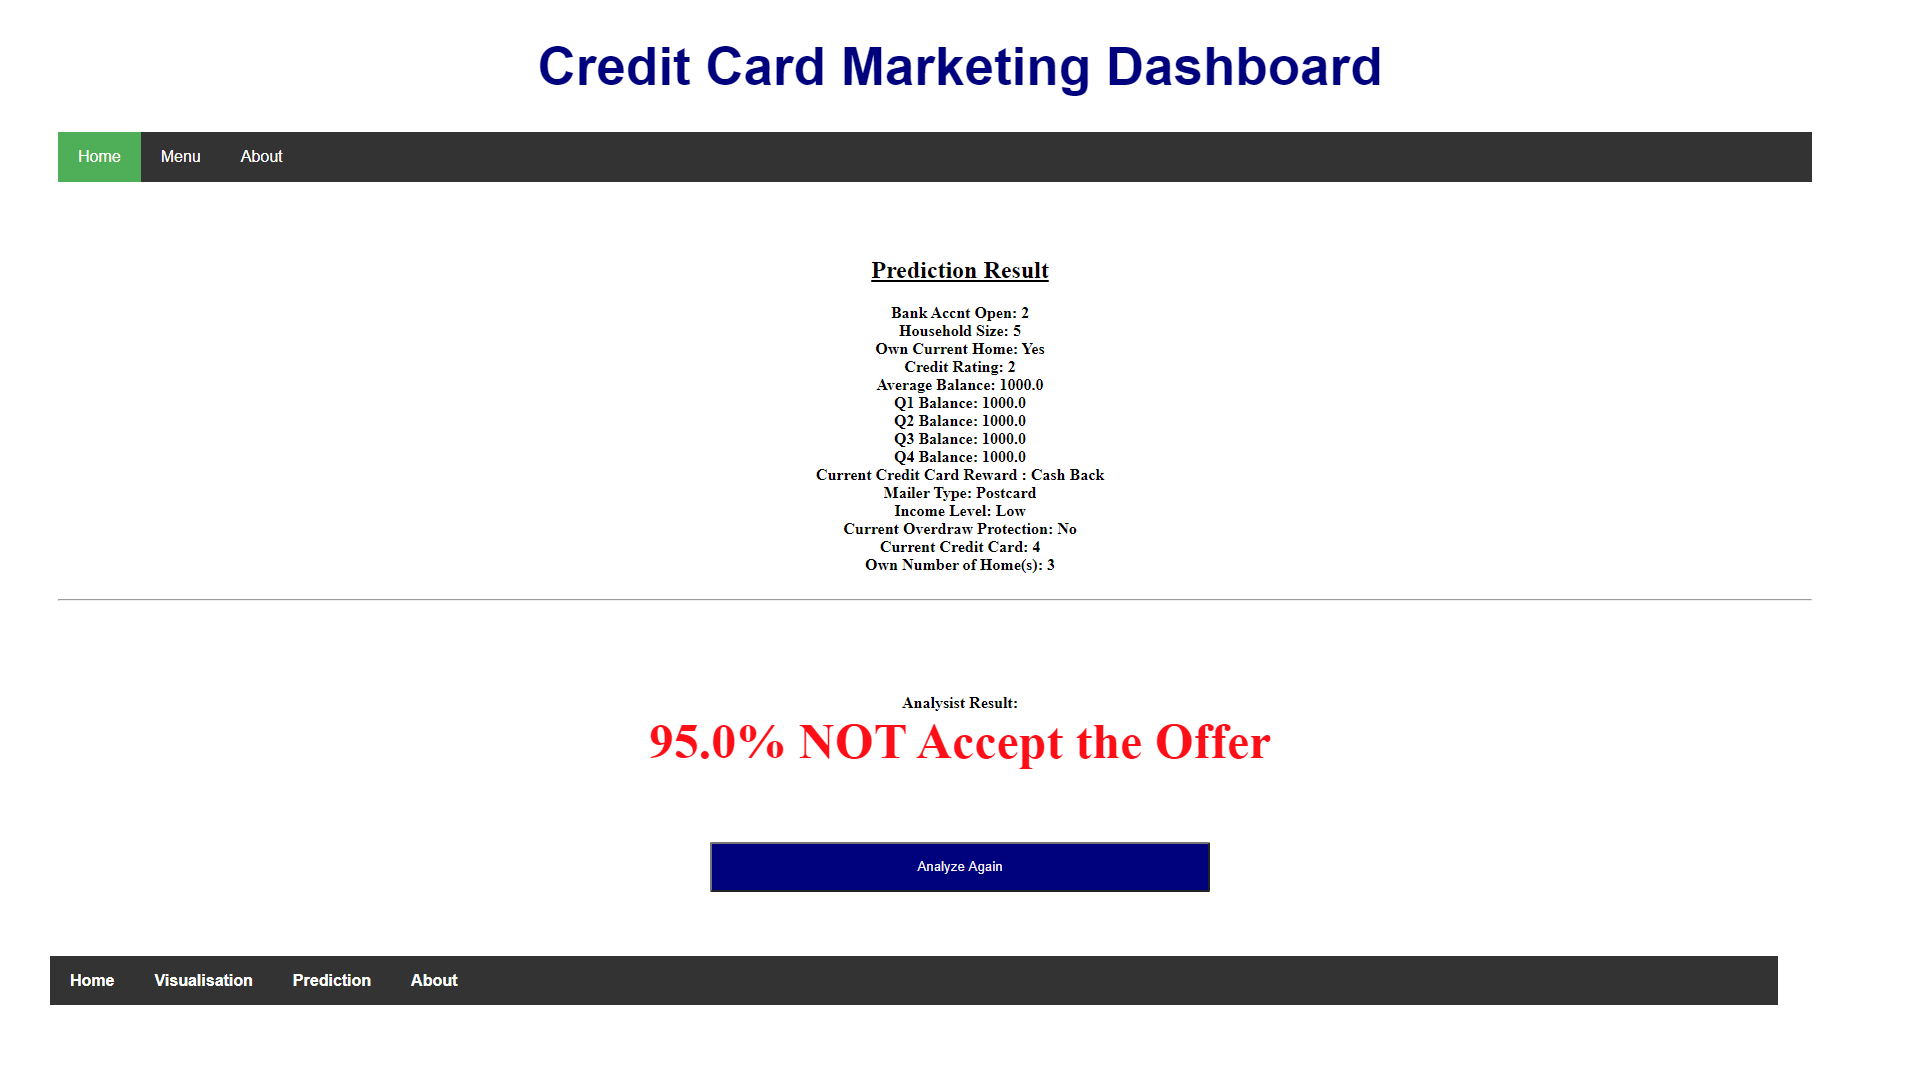 Credit Card Marketing Dashboard
Home Menu About
Prediction Result
Bank Accnt Open: 2
Household Size: 5
Own Current Home: Yes
Credit Rating: 2
Average Balance: 1000.0
Q1 Balance: 1000.0
Q2 Balance: 1000.0
Q3 Balance: 1000.0
Q4 Balance: 1000.0
Current Credit Card Reward : Cash Back
Mailer Type: Postcard
Income Level: Low
Current Overdraw Protection: No
Current Credit Card: 4
Own Number of Home(s): 3
Analysist Result:
95.0% NOT Accept the Offer
Analyze Again
Home Visualisation Prediction About